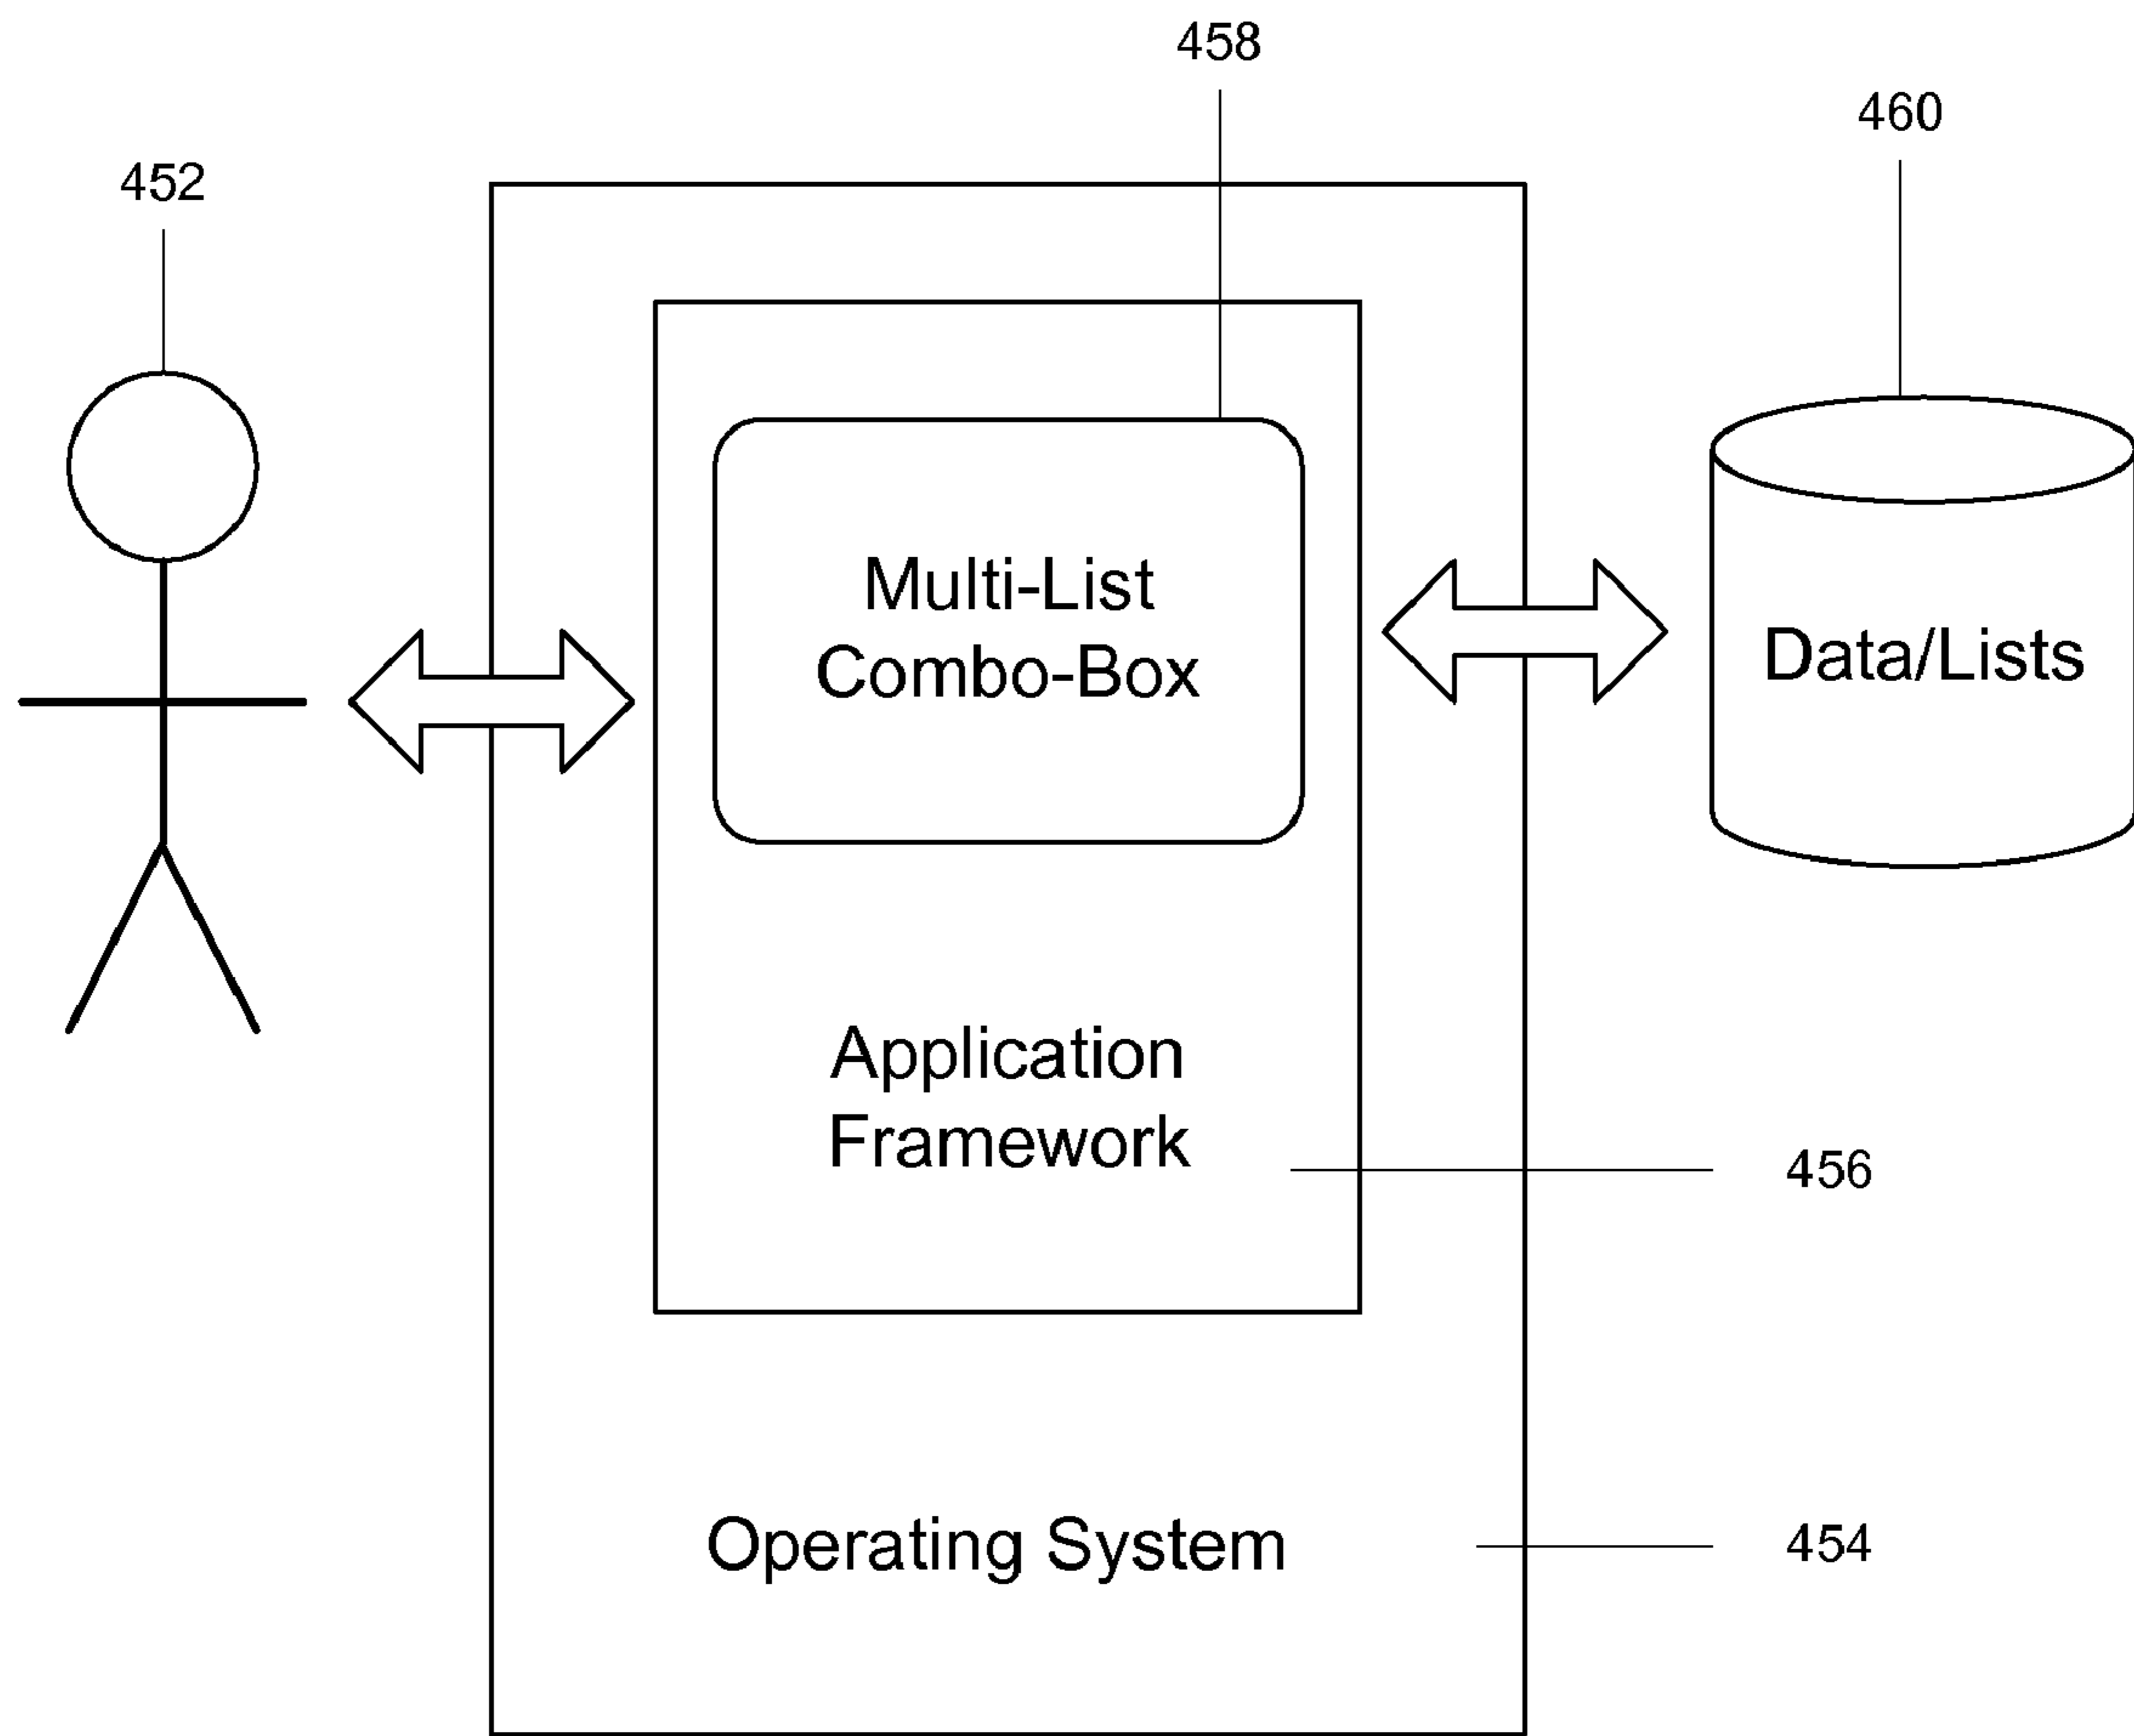 458
460
452
Multi-List
Combo-Box
Data/Lists
Application
Framework
456
Operating System
454